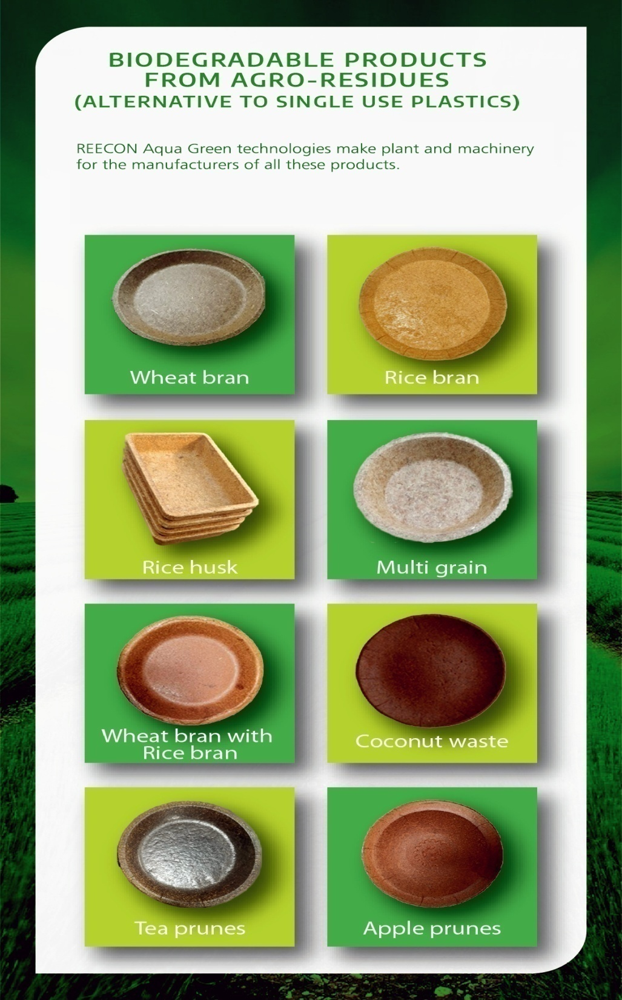 BIODEGRADABLE PRODUCTS
FROM AGRO-RESIDUES
(ALTERNATIVE TO SINGLE USE PLASTICS)
REECON Aqua Green technologies make plant and machinery
for the manufacturers of all these products.
Wheat bran
Rice bran
Rice husk
Multi grain
Wheat bran with
Rice bran
Coconut waste
Tea prunes
Apple prunes